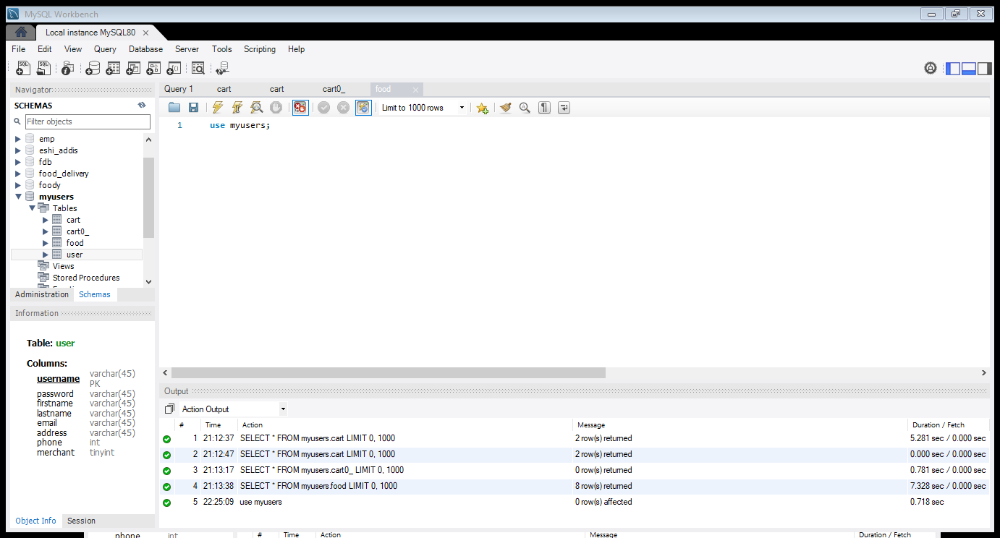 MySQL Workbench
Local instance MySQL80
File Edit View Query Database Server Tools Scripting Help
Navigator
SCHEMAS
Filter objects
emp
eshi_addis
fdb
food_delivery
foody
myusers
Tables
cart
cart0_
food
user
Views
Stored Procedures
Administration Schemas
Information
Table: user
Columns:
username varchar(45) PK
password varchar(45)
firstname varchar(45)
lastname varchar(45)
email varchar(45)
address varchar(45)
phone int
merchant tinyint
Object Info Session
Query 1 cart cart cart0_ food
Limit to 1000 rows
1 use myusers;
Output
Action Output
# Time Action Message Duration / Fetch
1 21:12:37 SELECT * FROM myusers.cart LIMIT 0, 1000 2 row(s) returned 5.281 sec / 0.000 sec
2 21:12:47 SELECT * FROM myusers.cart LIMIT 0, 1000 2 row(s) returned 0.000 sec / 0.000 sec
3 21:13:17 SELECT * FROM myusers.cart0_ LIMIT 0, 1000 0 row(s) returned 0.781 sec / 0.000 sec
4 21:13:38 SELECT * FROM myusers.food LIMIT 0, 1000 8 row(s) returned 7.328 sec / 0.000 sec
5 22:25:09 use myusers 0 row(s) affected 0.718 sec
phone int # Time Action Message Duration / Fetch